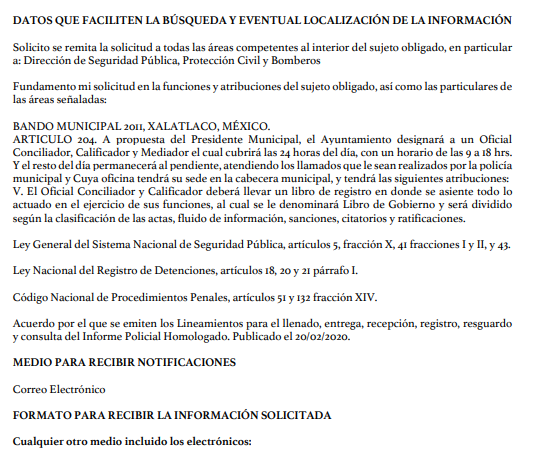 DATOS QUE FACILITEN LA BÚSQUEDA Y EVENTUAL LOCALIZACIÓN DE LA INFORMACIÓN
Solicito se remita la solicitud a todas las áreas competentes al interior del sujeto obligado, en particular
a: Dirección de Seguridad Pública, Protección Civil y Bomberos
Fundamento mi solicitud en la funciones y atribuciones del sujeto obligado, así como las particulares de
las áreas señaladas:
BANDO MUNICIPAL 2011, XALATLACO, MÉXICO.
ARTICULO 204. A propuesta del Presidente Municipal, el Ayuntamiento designará a un Oficial
Conciliador, Calificador y Mediador el cual cubrirá las 24 horas del día, con un horario de las 9 a 18 hrs.
Y el resto del día permanecerá al pendiente, atendiendo los llamados que le sean realizados por la policía
municipal y Cuya oficina tendrá su sede en la cabecera municipal, y tendrá las siguientes atribuciones:
V. El Oficial Conciliador y Calificador deberá llevar un libro de registro en donde se asiente todo lo
actuado en el ejercicio de sus funciones, al cual se le denominará Libro de Gobierno y será dividido
según la clasificación de las actas, fluido de información, sanciones, citatorios y ratificaciones.
Ley General del Sistema Nacional de Seguridad Pública, artículos 5, fracción X, 41 fracciones I y II, y 43.
Ley Nacional del Registro de Detenciones, artículos 18, 20 y 21 párrafo I.
Código Nacional de Procedimientos Penales, artículos 51 y 132 fracción XIV.
Acuerdo por el que se emiten los Lineamientos para el llenado, entrega, recepción, registro, resguardo
y consulta del Informe Policial Homologado. Publicado el 20/02/2020.
MEDIO PARA RECIBIR NOTIFICACIONES
Correo Electrónico
FORMATO PARA RECIBIR LA INFORMACIÓN SOLICITADA
Cualquier otro medio incluido los electrónicos: